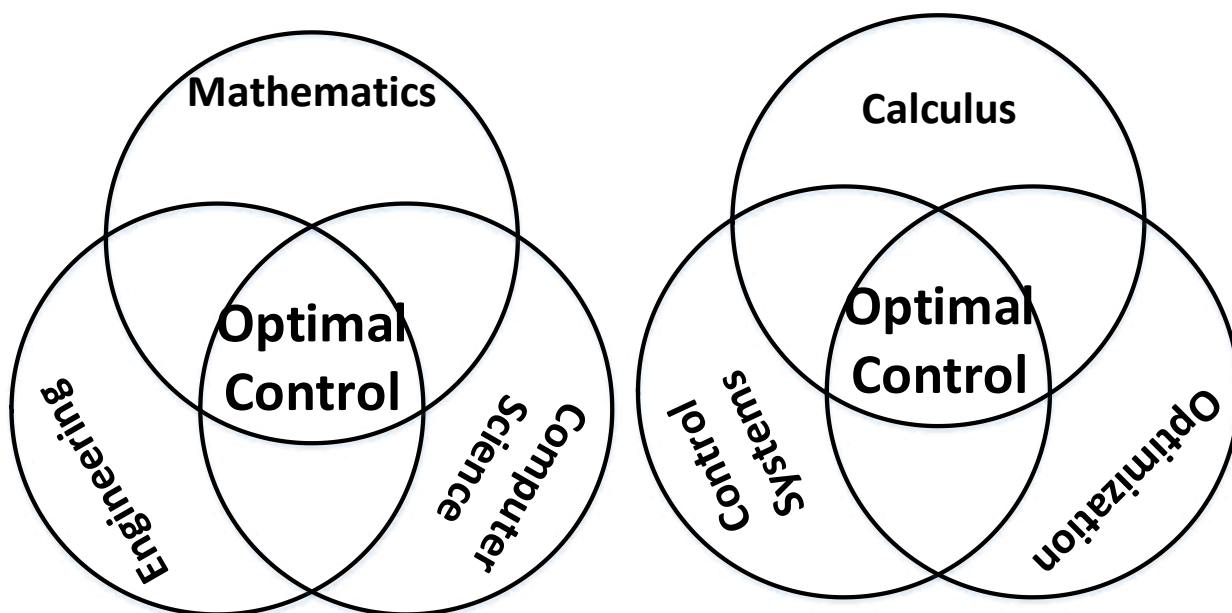 Mathematics
Optimal
Control
Engineering
Computer
Science
Calculus
Optimal
Control
Control
Systems
Optimization